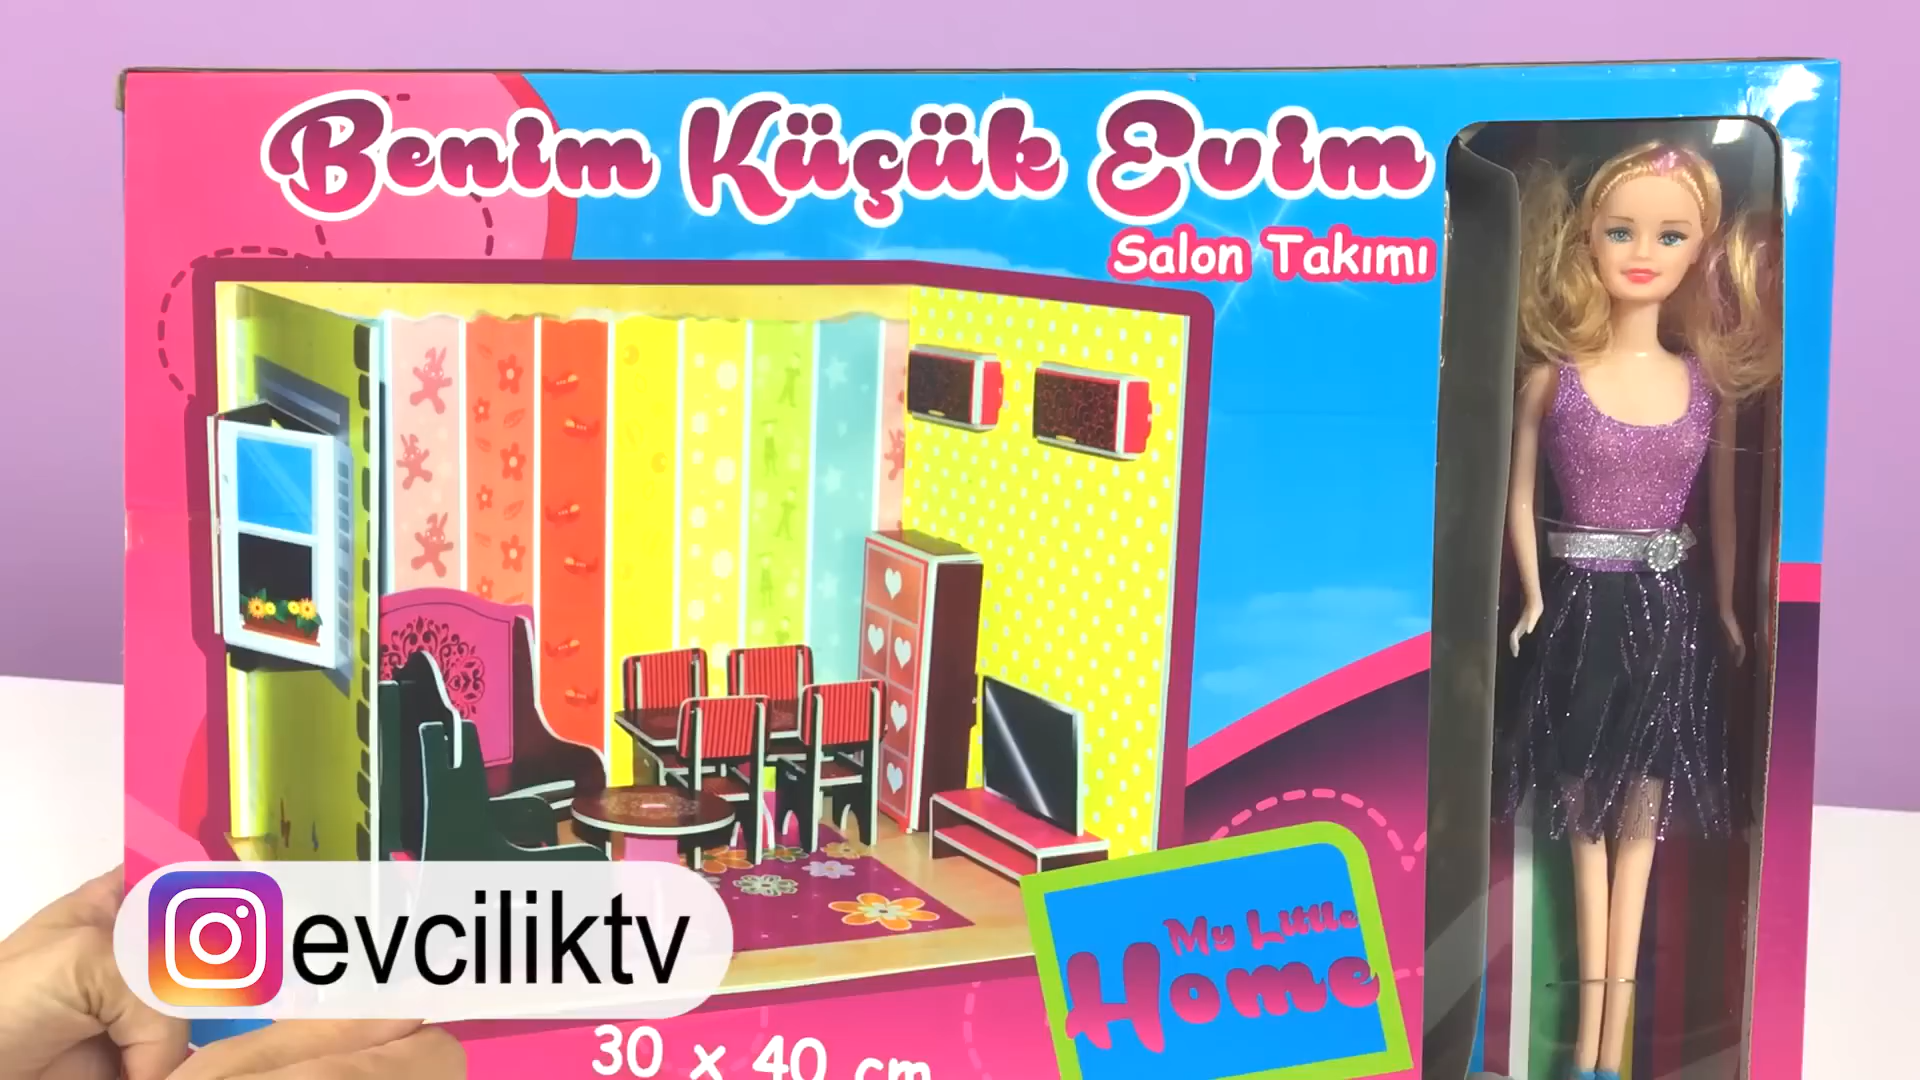 Benim Küçük Evim
Salon Takımı
My Little
Home
evciliktv
30 x 40 cm